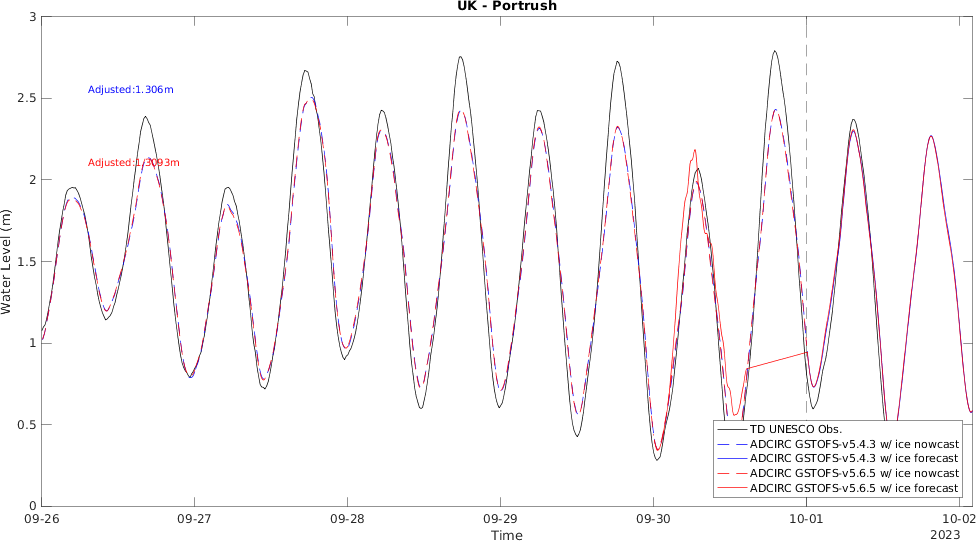 UK - Portrush
3
2.5
2
1.5
1
0.5
0
Water Level (m)
Adjusted:1.306m
Adjusted:1.3093m
TD UNESCO Obs.
ADCIRC GSTOFS-v5.4.3 w/ ice nowcast
ADCIRC GSTOFS-v5.4.3 w/ ice forecast
ADCIRC GSTOFS-v5.6.5 w/ ice nowcast
ADCIRC GSTOFS-v5.6.5 w/ ice forecast
09-26 09-27 09-28 09-29 09-30 10-01 10-02
Time
2023